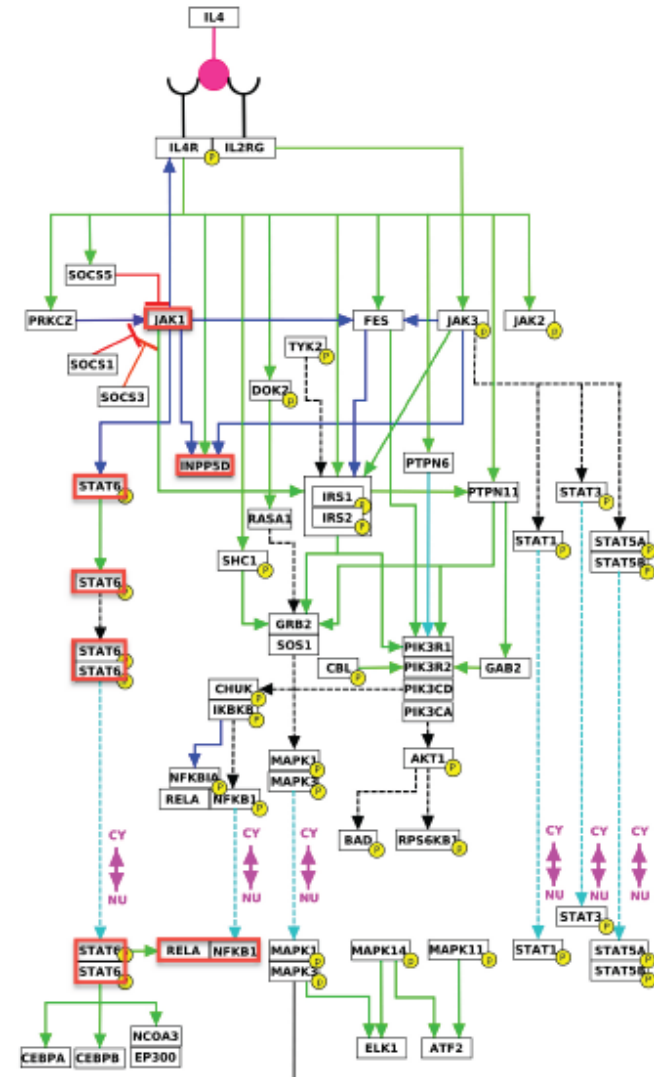 IL4
IL4R P IL2RG
SOCS5
PRKCZ JAK1 FES JAK3 p JAK2 p
TYK2 P
SOCS1
DOK2 p
SOCS3
PTPN6
INPP5D
STAT6 P IRS1 p PTPN11 STAT3 P
IRS2 P
RASA1
STAT1 P STAT5A P
SHC1 P STAT5B P
STAT6 P
GRB2
SOS1
STAT6 P PIK3R1
STAT6 P CBL P PIK3R2 GAB2
CHUK P PIK3CD
IKBKB P PIK3CA
MAPK1 P AKT1 P
NFKBIA P MAPK3 P
RELA NFKB1 P
BAD P RPS6KB1 p
CY CY CY CY CY CY
NU NU NU NU NU NU
STAT3 P
STAT6 P RELA NFKB1 MAPK1 P MAPK14 p MAPK11 P STAT1 P STAT5A P
STAT6 P MAPK3 p STAT5B P
NCOA3
CEBPA CEBPB EP300 ELK1 ATF2